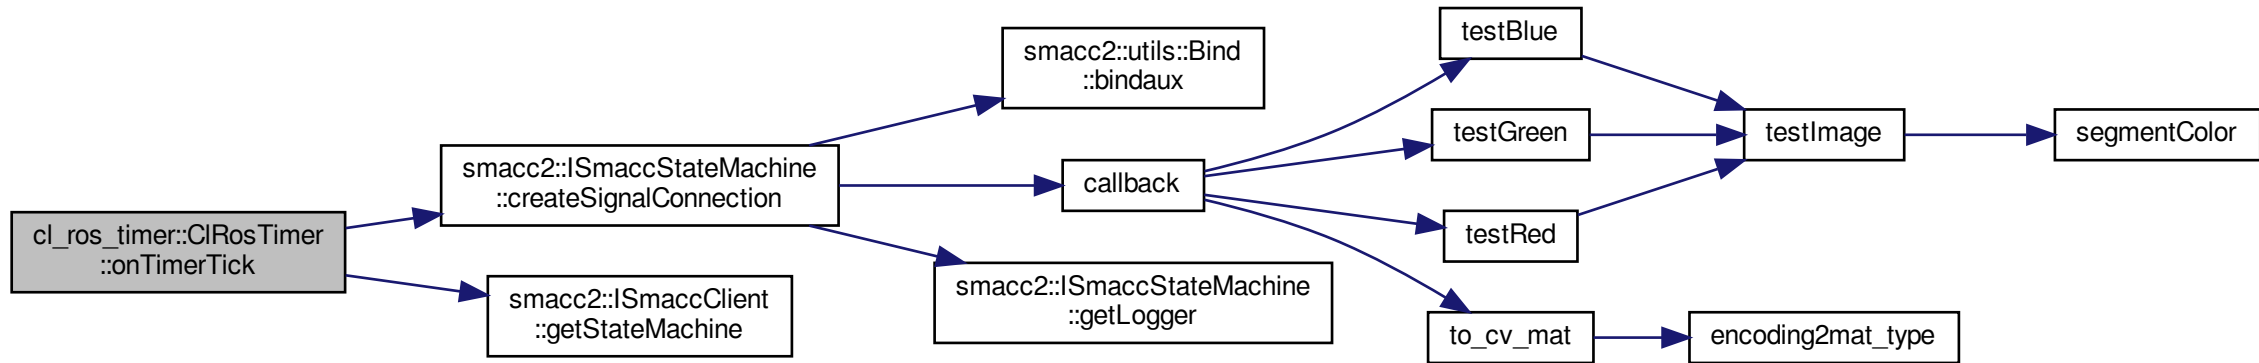 cl_ros_timer::ClRosTimer
::onTimerTick
smacc2::ISmaccStateMachine
::createSignalConnection
smacc2::ISmaccClient
::getStateMachine
smacc2::utils::Bind
::bindaux
callback
smacc2::ISmaccStateMachine
::getLogger
testBlue
testGreen
testRed
to_cv_mat
testImage
encoding2mat_type
segmentColor